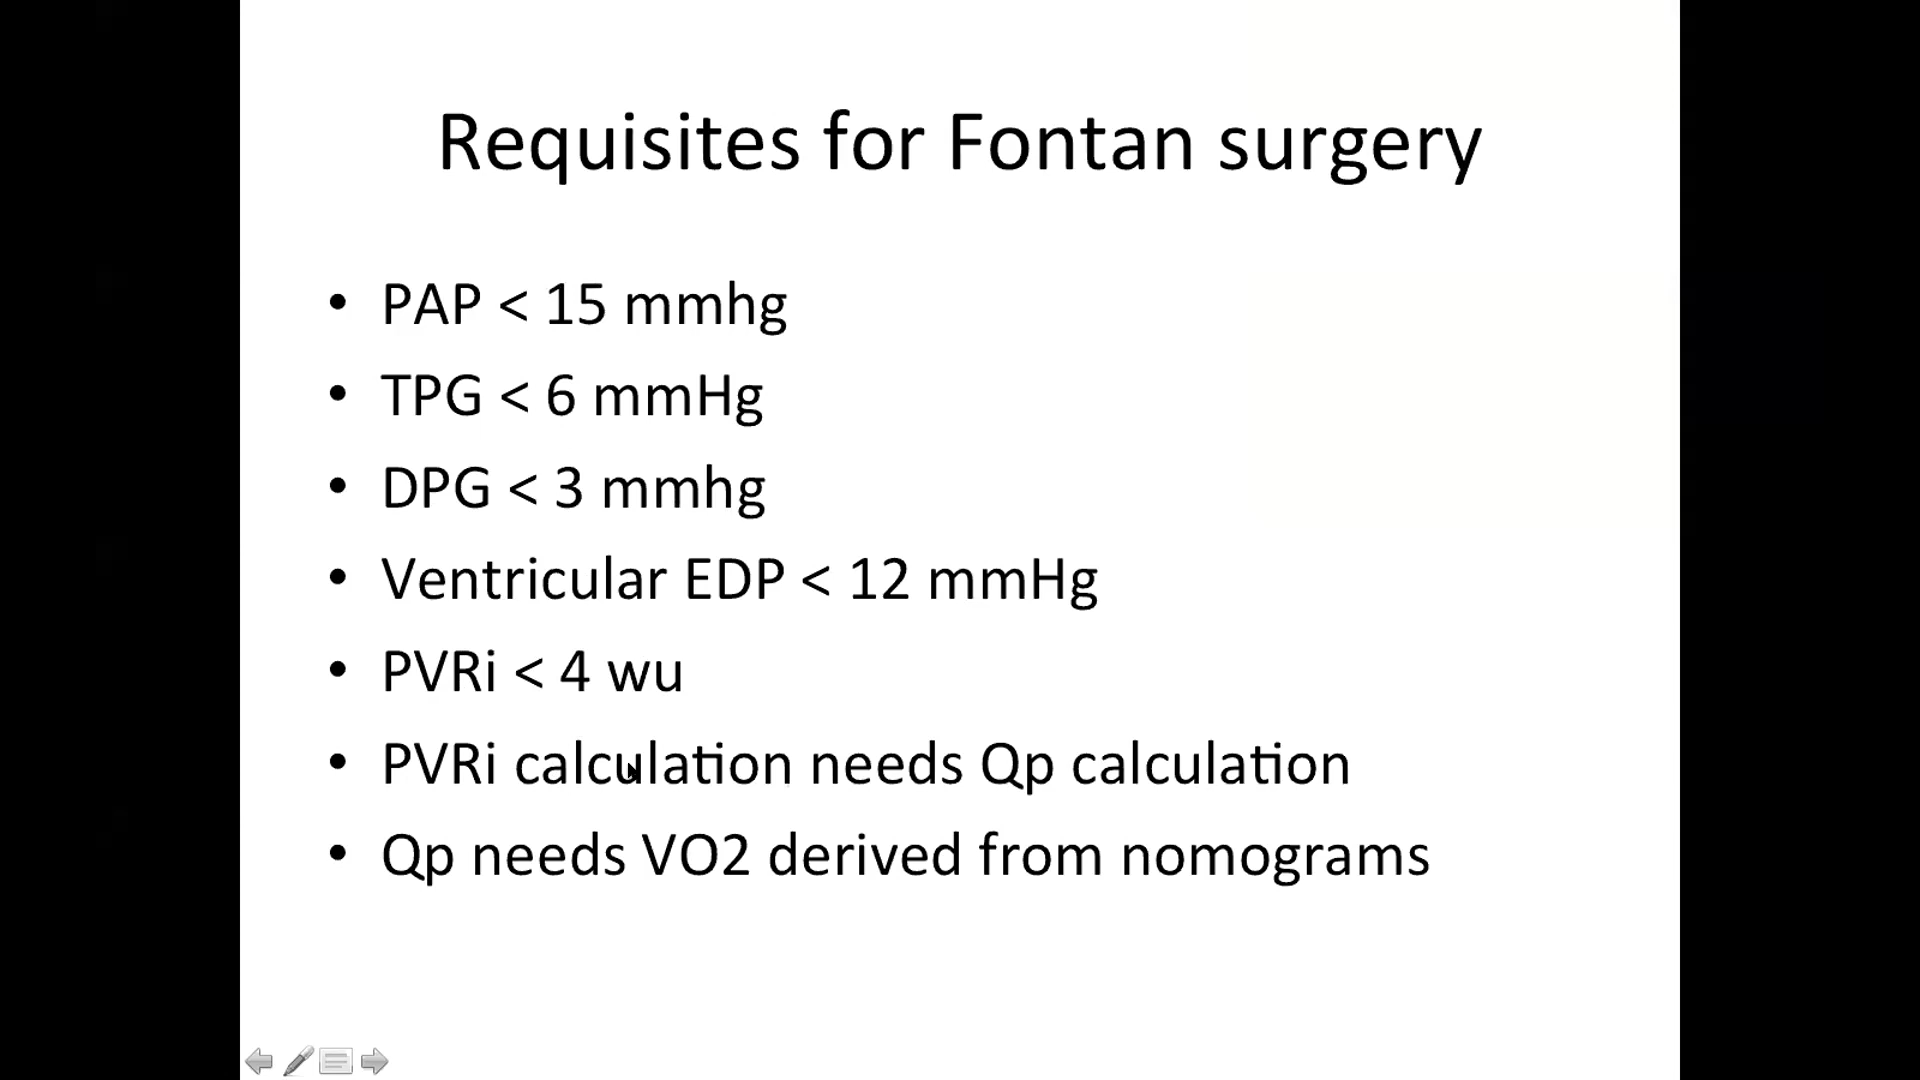 Requisites for Fontan surgery
• PAP < 15 mmhg
• TPG < 6 mmHg
• DPG < 3 mmhg
• Ventricular EDP < 12 mmHg
• PVRi < 4 wu
• PVRi calculation needs Qp calculation
• Qp needs VO2 derived from nomograms